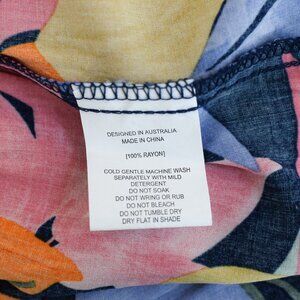 DESIGNED IN AUSTRALIA
MADE IN CHINA
[100% RAYON]
COLD GENTLE MACHINE WASH
SEPARATELY WITH MILD
DETERGENT
DO NOT SOAK
DO NOT WRING OR RUB
DO NOT BLEACH
DO NOT TUMBLE DRY
DRY FLAT IN SHADE